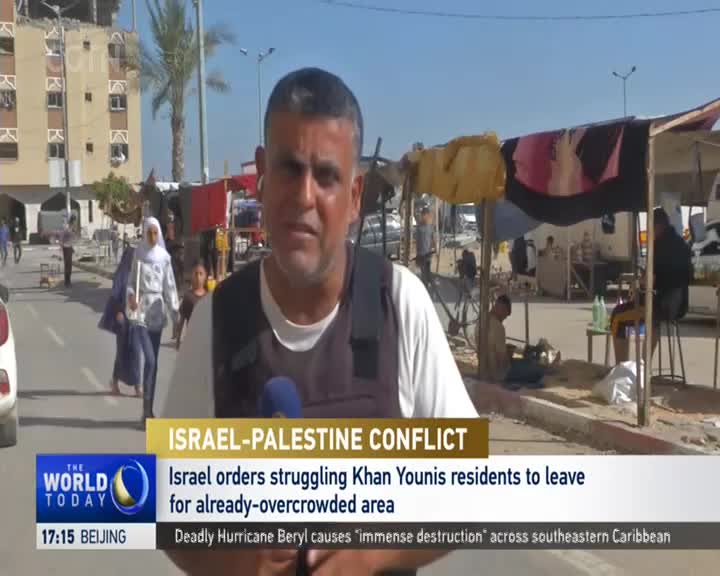 ISRAEL-PALESTINE CONFLICT
Israel orders struggling Khan Younis residents to leave
for already-overcrowded area
THE
WORLD
TODAY
17:15 BEIJING
Deadly Hurricane Beryl causes "immense destruction" across southeastern Caribbean